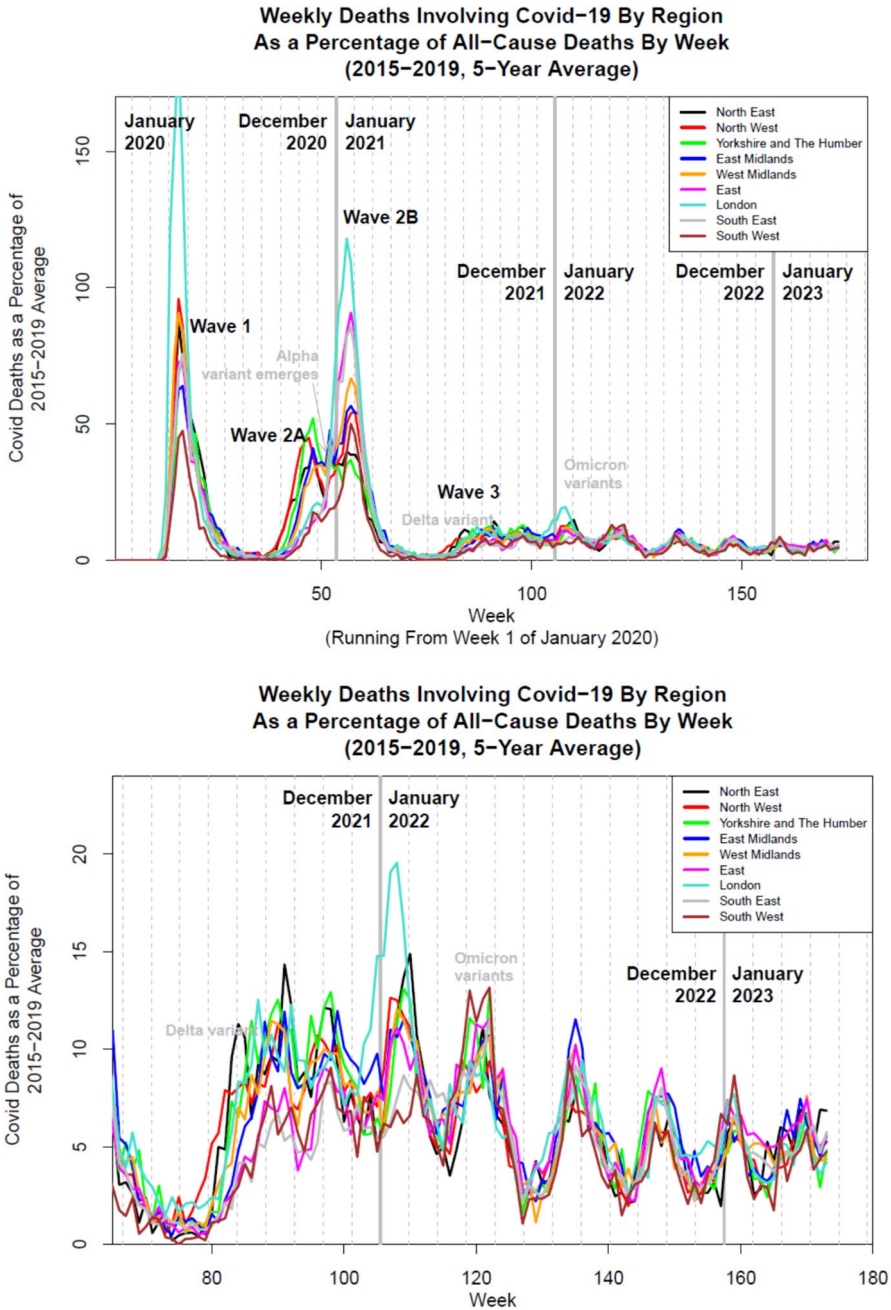 Weekly Deaths Involving Covid−19 By Region
As a Percentage of All−Cause Deaths By Week
(2015−2019, 5−Year Average)
Covid Deaths as a Percentage of
2015−2019 Average
150
100
50
0
January
2020
December
2020
January
2021
North East
North West
Yorkshire and The Humber
East Midlands
West Midlands
East
London
South East
South West
Wave 2B
December
2021
January
2022
December
2022
January
2023
Wave 1
Alpha
variant emerges
Wave 2A
Wave 3
Delta variant
Omicron
variants
50
100
150
Week
(Running From Week 1 of January 2020)
Weekly Deaths Involving Covid−19 By Region
As a Percentage of All−Cause Deaths By Week
(2015−2019, 5−Year Average)
Covid Deaths as a Percentage of
2015−2019 Average
20
15
10
5
0
December
2021
January
2022
North East
North West
Yorkshire and The Humber
East Midlands
West Midlands
East
London
South East
South West
Delta variant
Omicron
variants
December
2022
January
2023
80
100
120
140
160
180
Week